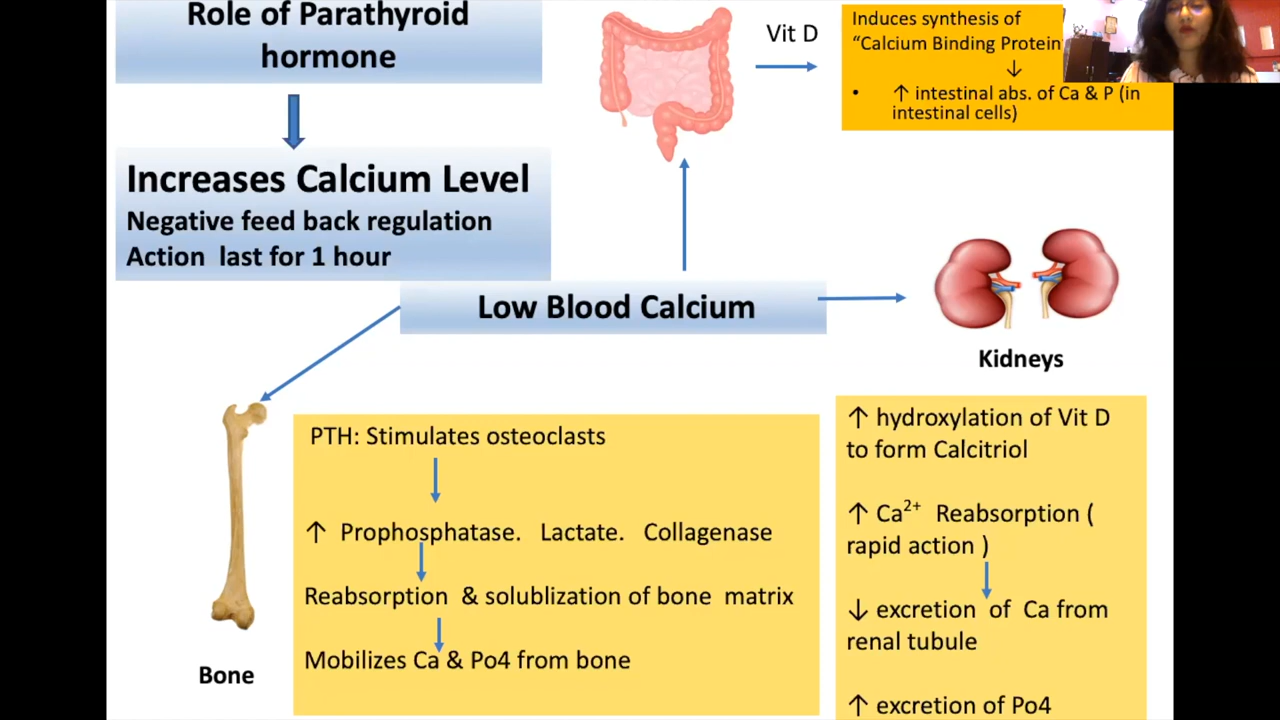 Role of Parathyroid
hormone
Increases Calcium Level
Negative feed back regulation
Action last for 1 hour
Vit D
Induces synthesis of
“Calcium Binding Protein
↓
• ↑ intestinal abs. of Ca & P (in
intestinal cells)
Low Blood Calcium
Kidneys
Bone
PTH: Stimulates osteoclasts
↑ Prophosphatase. Lactate. Collagenase
Reabsorption & solublization of bone matrix
Mobilizes Ca & Po4 from bone
↑ hydroxylation of Vit D
to form Calcitriol
↑ Ca²⁺ Reabsorption (
rapid action )
↓ excretion of Ca from
renal tubule
↑ excretion of Po4